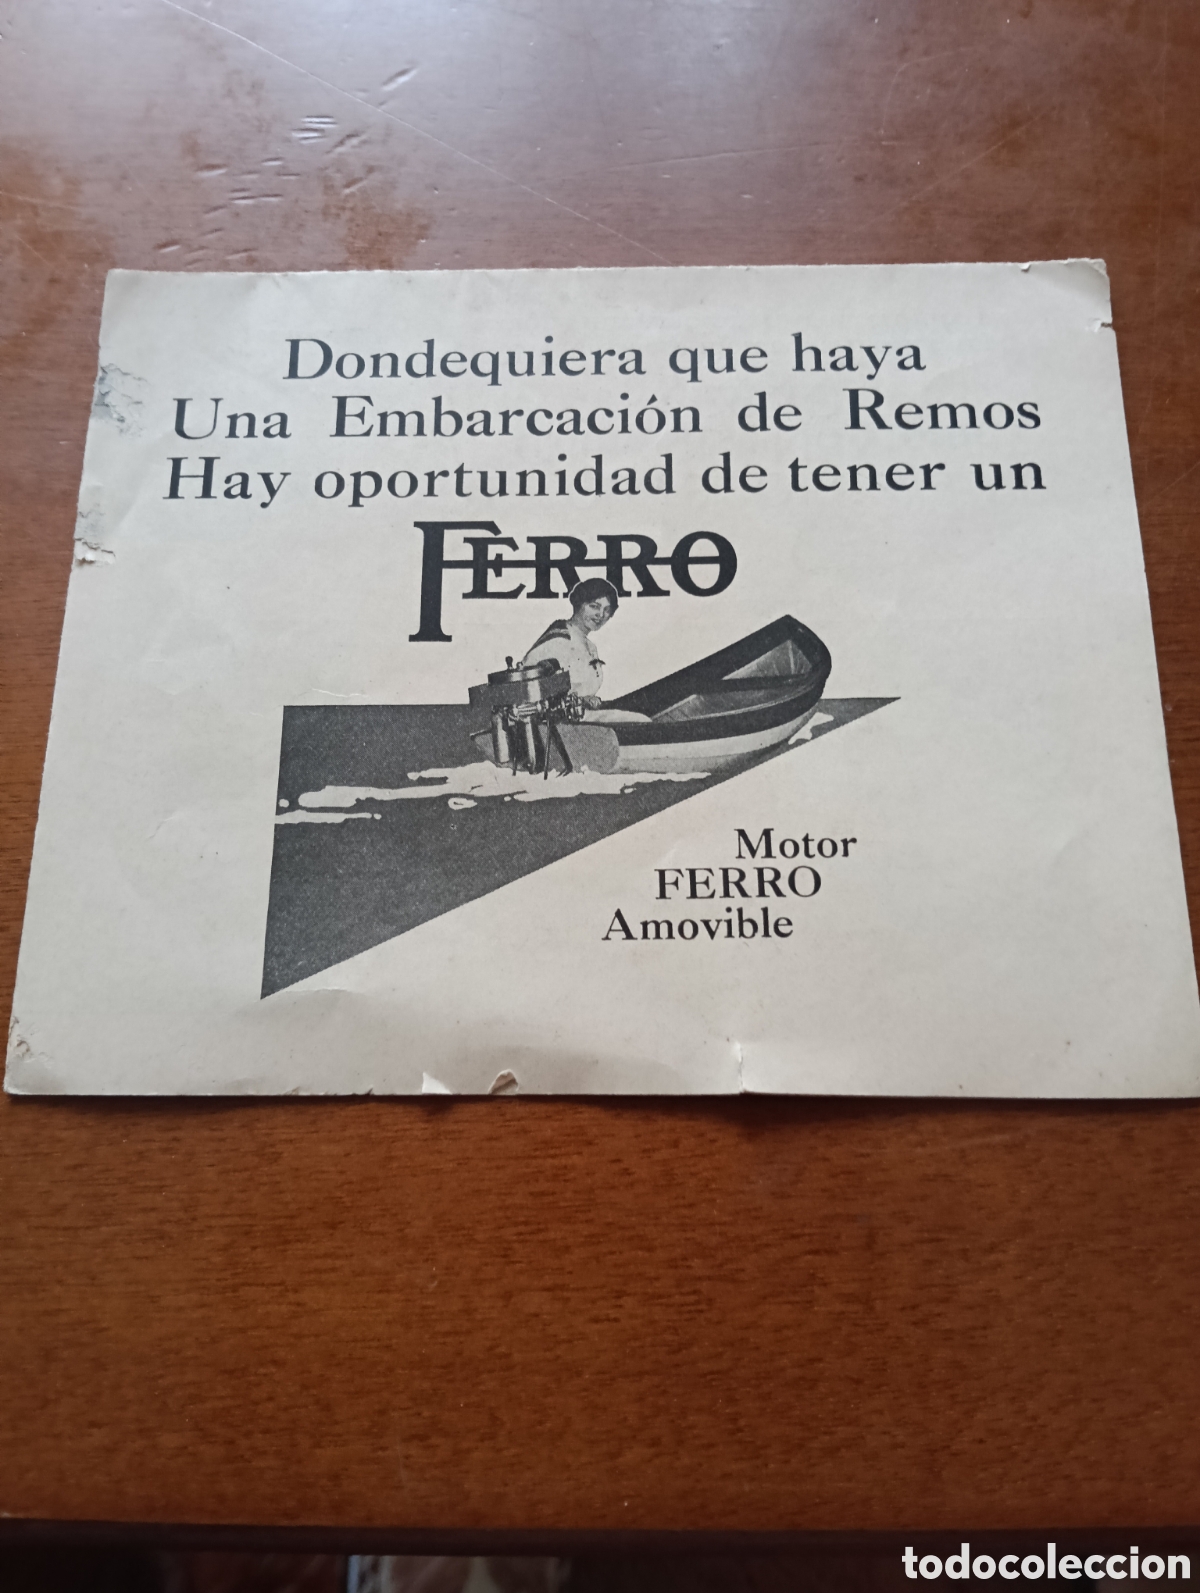 Dondequiera que haya
Una Embarcación de Remos
Hay oportunidad de tener un
FERRO
Motor
FERRO
Amovible
todocoleccion